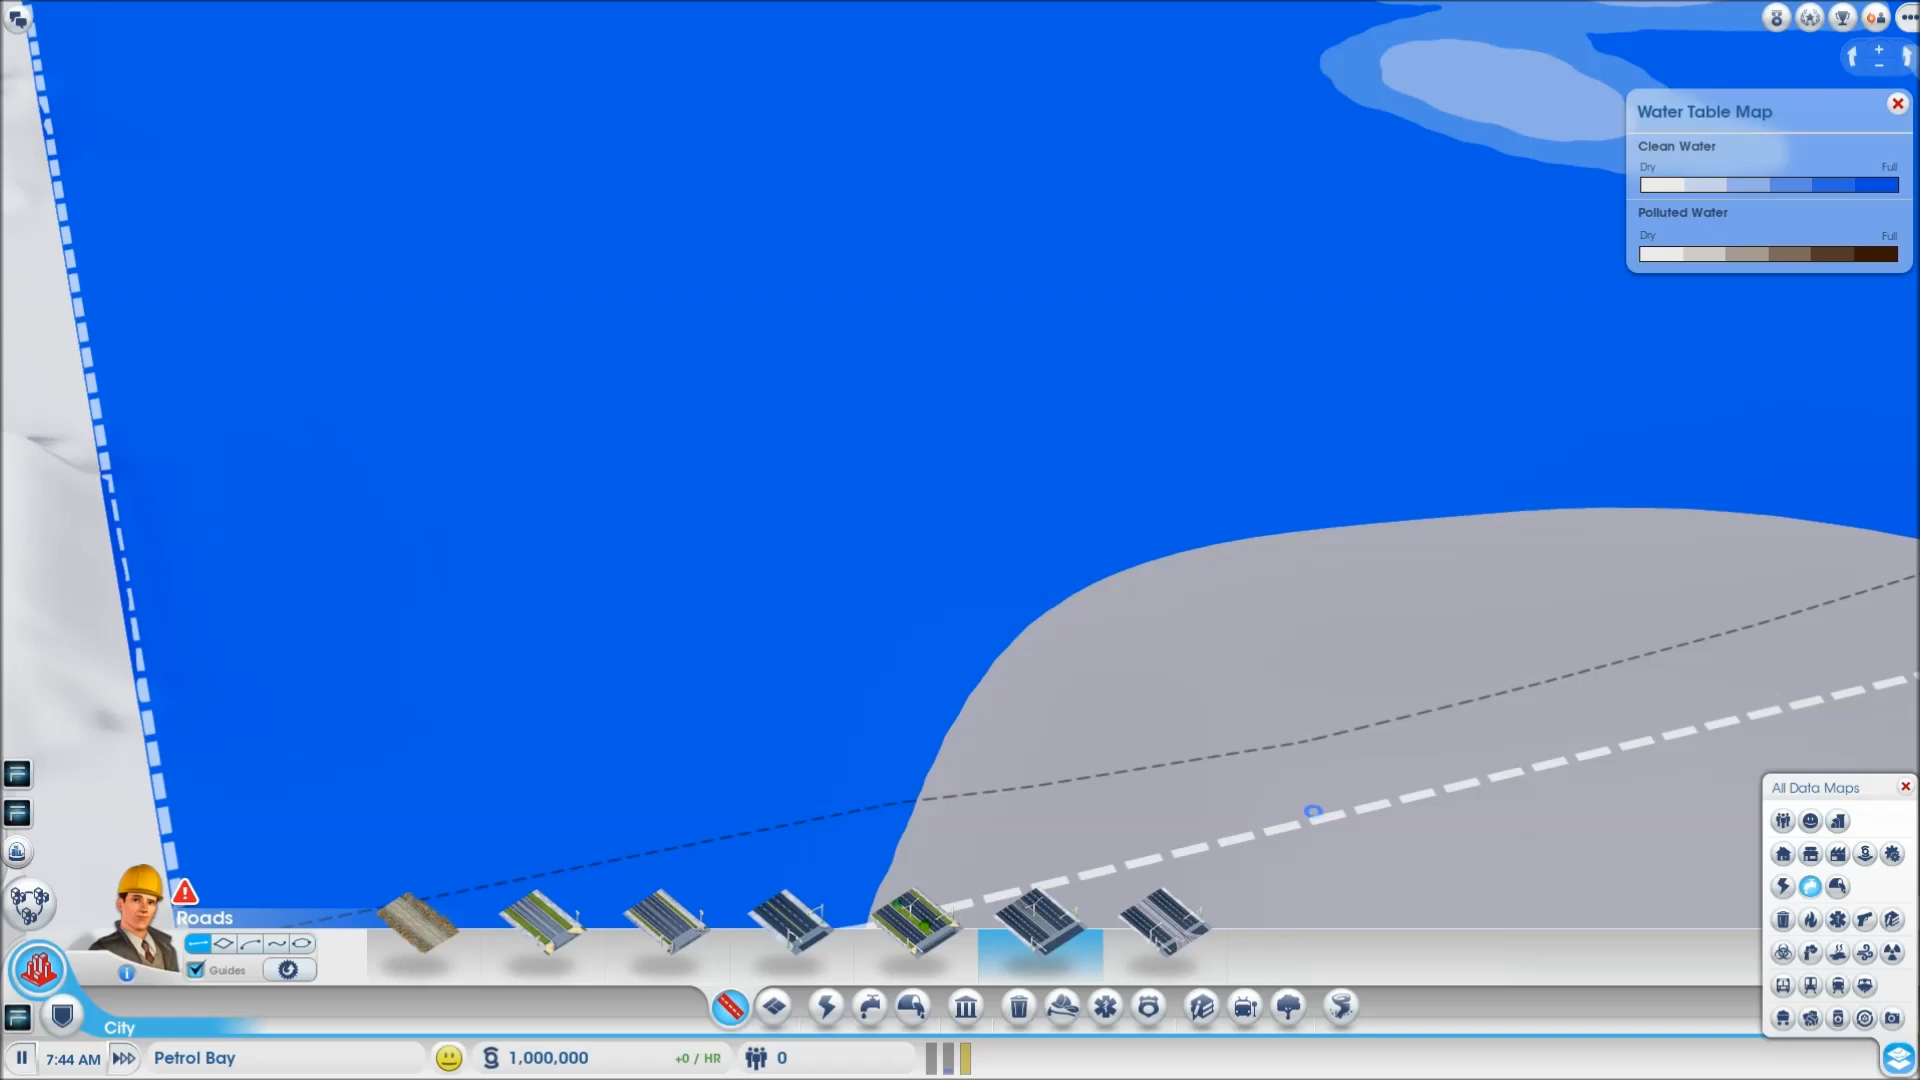 Water Table Map
Clean Water
Dry Full
Polluted Water
Dry Full
All Data Maps
Roads
Guides
City
7:44 AM Petrol Bay 1,000,000 +0 / HR 0